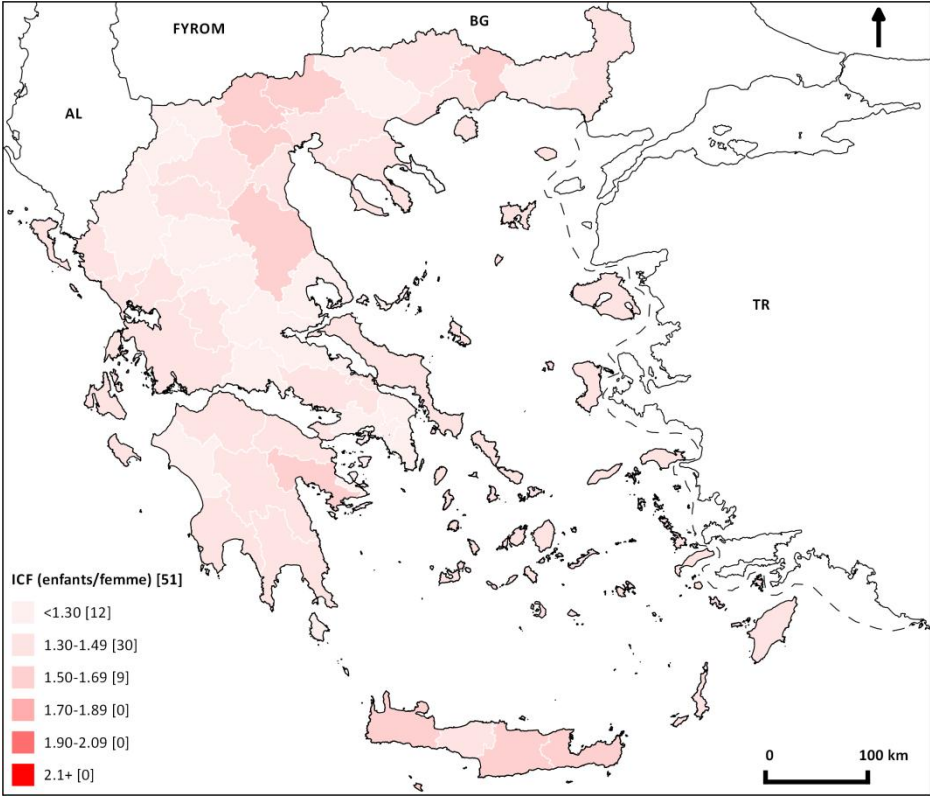 FYROM
BG
AL
TR
ICF (enfants/femme) [51]
<1.30 [12]
1.30-1.49 [30]
1.50-1.69 [9]
1.70-1.89 [0]
1.90-2.09 [0]
2.1+ [0]
0 100 km